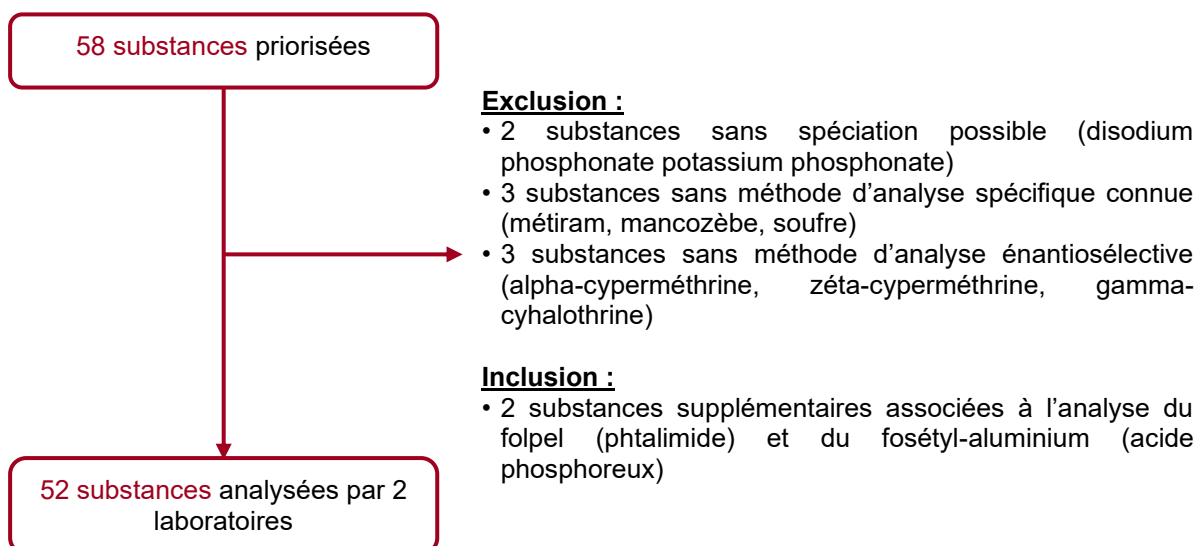 58 substances priorisées
Exclusion :
• 2 substances sans spéciation possible (disodium
phosphonate potassium phosphonate)
• 3 substances sans méthode d’analyse spécifique connue
(métiram, mancozèbe, soufre)
• 3 substances sans méthode d’analyse énantiosélective
(alpha-cyperméthrine, zéta-cyperméthrine, gamma-
cyhalothrine)
Inclusion :
• 2 substances supplémentaires associées à l’analyse du
folpel (phtalimide) et du fosétyl-aluminium (acide
phosphoreux)
52 substances analysées par 2
laboratoires